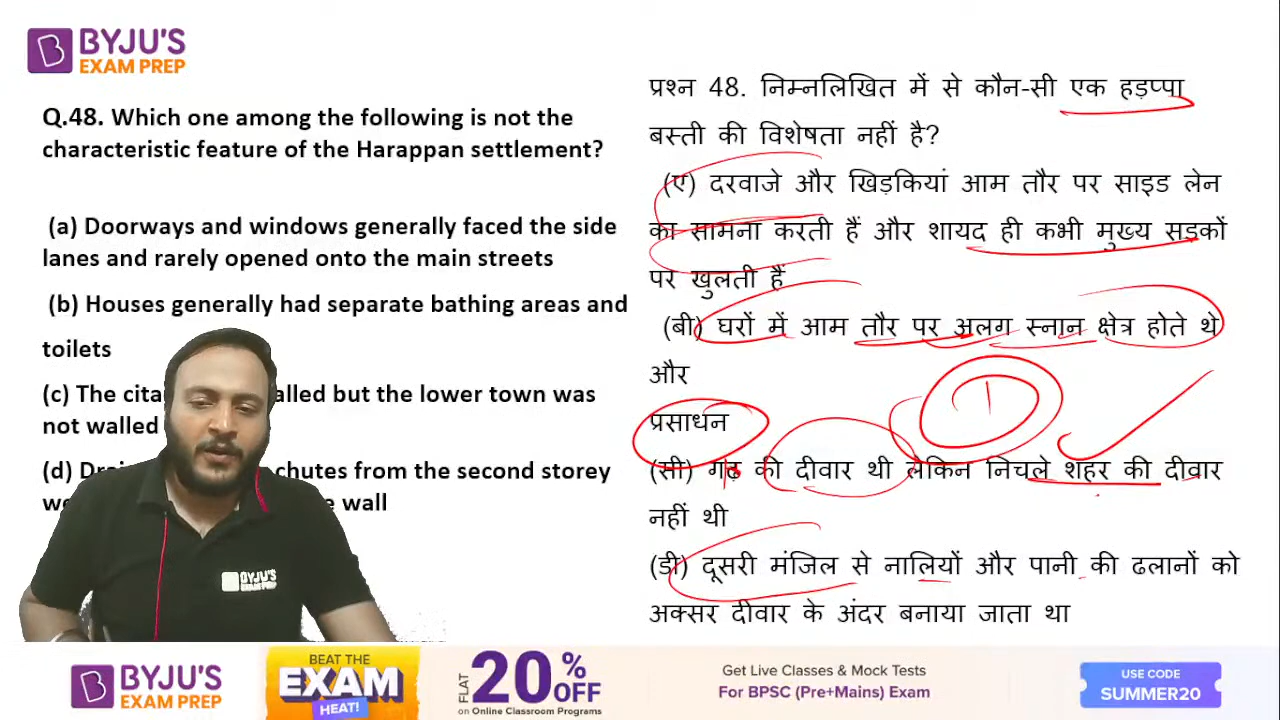 BYJU'S
EXAM PREP
Q.48. Which one among the following is not the
characteristic feature of the Harappan settlement?
(a) Doorways and windows generally faced the side
lanes and rarely opened onto the main streets
(b) Houses generally had separate bathing areas and
toilets
(c) The alled but the lower town was
not walled
(d) chutes from the second storey
wall
प्रश्न 48. निम्नलिखित में से कौन-सी एक हड़प्पा
बस्ती की विशेषता नहीं है?
(ए) दरवाजे और खिड़कियां आम तौर पर साइड लेन
का सामना करती हैं और शायद ही कभी मुख्य सड़कों
पर खुलती हैं
(बी) घरों में आम तौर पर अलग स्नान क्षेत्र होते थे
और
प्रसाधन
(सी) गढ़ की दीवार थी लेकिन निचले शहर की दीवार
नहीं थी
(डी) दूसरी मंजिल से नालियों और पानी की ढलानों को
अक्सर दीवार के अंदर बनाया जाता था
BYJU'S
EXAM PREP
BYJU'S
EXAM PREP
BEAT THE
EXAM
HEAT!
FLAT 20% OFF
on Online Classroom Programs
Get Live Classes & Mock Tests
For BPSC (Pre+Mains) Exam
USE CODE
SUMMER20